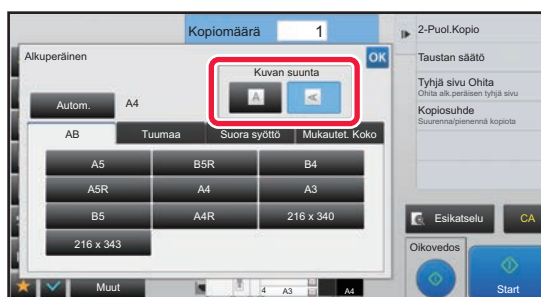 Kopiomäärä 1
Alkuperäinen
OK
Kuvan suunta
A A
Autom. A4
AB Tuumaa Suora syöttö Mukautet. Koko
A5 B5R B4
A5R A4 A3
B5 A4R 216 x 340
216 x 343
Muut
4 A3 A4
2-Puol.Kopio
Taustan säätö
Tyhjä sivu Ohita
Ohita alk.peräisen tyhjä sivu
Kopiosuhde
Suurenna/pienennä kopiota
Esikatselu CA
Oikovedos
Start